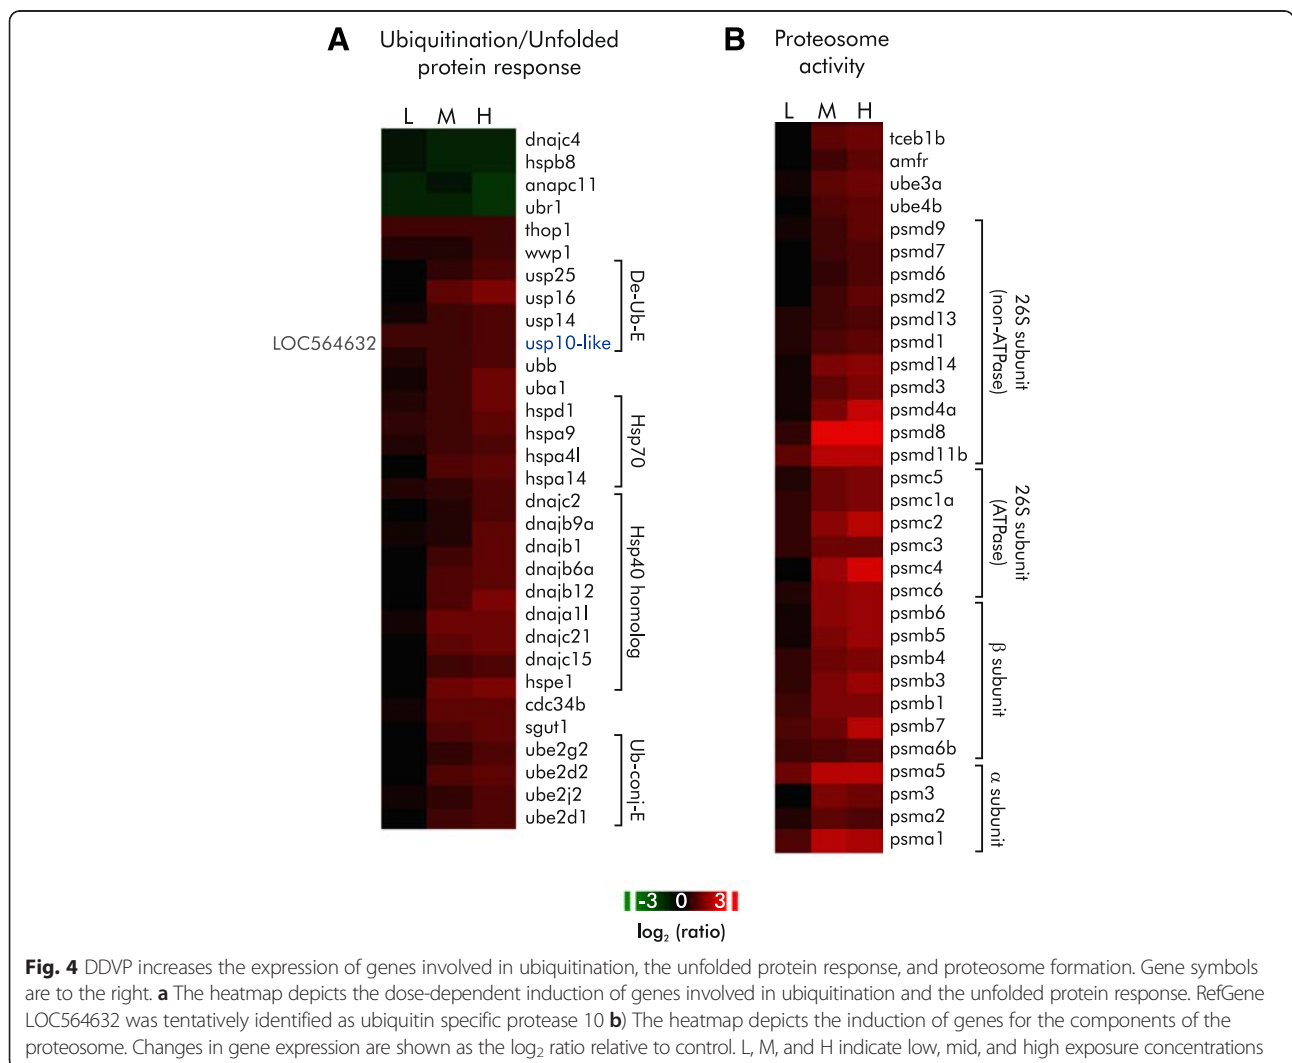 A Ubiquitination/Unfolded
protein response
L M H
dnajc4
hspb8
anapc11
ubr1
thop1
wwp1
usp25
usp16
usp14
LOC564632 usp10-like
ubb
uba1
hspd1
hspa9
hspa4l
hspa14
dnajc2
dnajb9a
dnajb1
dnajb6a
dnajb12
dnaja1l
dnajc21
dnajc15
hspe1
cdc34b
sgut1
ube2g2
ube2d2
ube2j2
ube2d1
De-Ub-E
Hsp70
Hsp40 homolog
Ub-conj-E
B Proteosome
activity
L M H
tceb1b
amfr
ube3a
ube4b
psmd9
psmd7
psmd6
psmd2
psmd13
psmd1
psmd14
psmd3
psmd4a
psmd8
psmd11b
psmc5
psmc1a
psmc2
psmc3
psmc4
psmc6
psmb6
psmb5
psmb4
psmb3
psmb1
psmb7
psma6b
psma5
psm3
psma2
psma1
26S subunit
(non-ATPase)
26S subunit
(ATPase)
β subunit
α subunit
-3 0 3
log₂ (ratio)
Fig. 4 DDVP increases the expression of genes involved in ubiquitination, the unfolded protein response, and proteosome formation. Gene symbols
are to the right. a The heatmap depicts the dose-dependent induction of genes involved in ubiquitination and the unfolded protein response. RefGene
LOC564632 was tentatively identified as ubiquitin specific protease 10 b) The heatmap depicts the induction of genes for the components of the
proteosome. Changes in gene expression are shown as the log₂ ratio relative to control. L, M, and H indicate low, mid, and high exposure concentrations